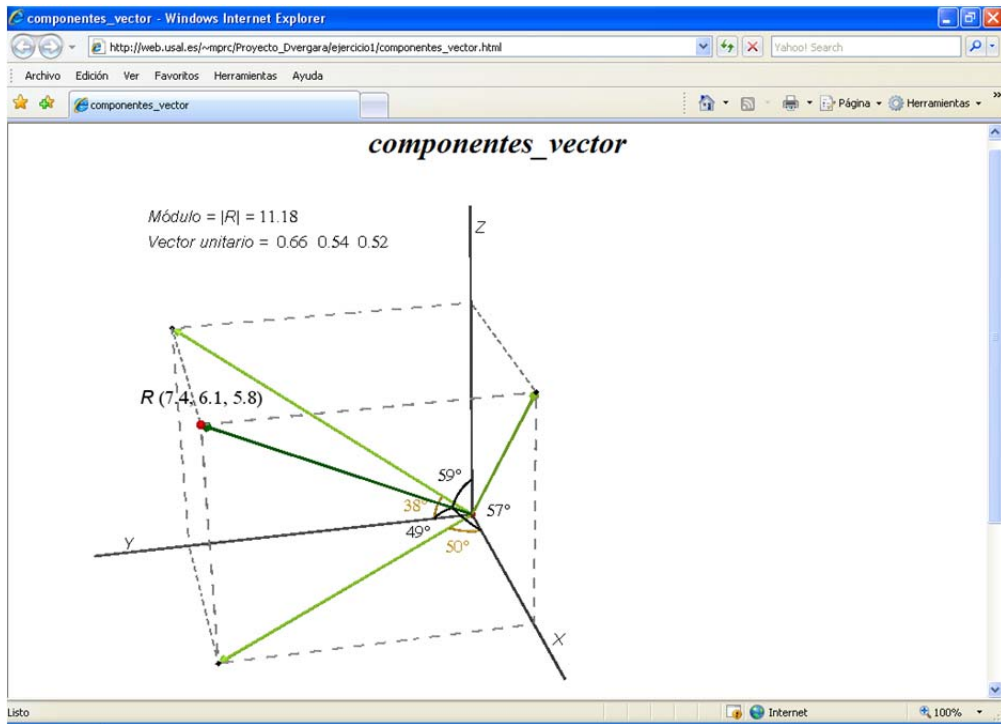 componentes_vector - Windows Internet Explorer
http://web.usal.es/~mprc/Proyecto_Dvergara/ejercicio1/componentes_vector.html
Yahoo! Search
Archivo Edición Ver Favoritos Herramientas Ayuda
componentes_vector
Página Herramientas »
componentes_vector
Módulo = |R| = 11.18
Vector unitario = 0.66 0.54 0.52
Z
R (7.4, 6.1, 5.8)
59°
38°
57°
49°
50°
Y
X
Listo
Internet
100%